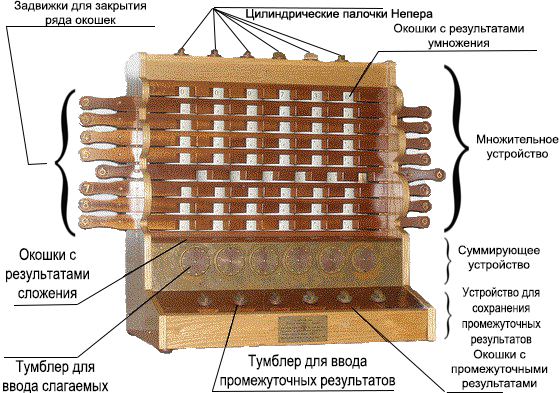 Задвижки для закрытия
ряда окошек
Цилиндрические палочки Непера
Окошки с результатами
умножения
Множительное
устройство
Окошки с
результатами
сложения
Суммирующее
устройство
Устройство для
сохранения
промежуточных
результатов
Тумблер для
ввода слагаемых
Тумблер для ввода
промежуточных результатов
Окошки с
промежуточными
результатами